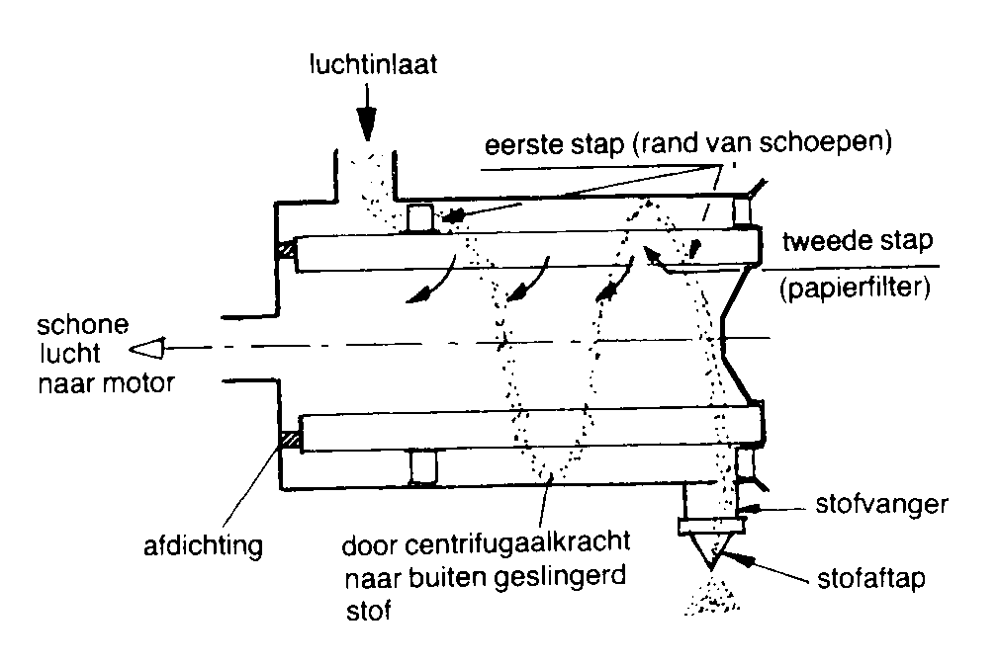 luchtinlaat
eerste stap (rand van schoepen)
tweede stap
(papierfilter)
schone
lucht
naar motor
stofvanger
afdichting
door centrifugaalkracht
naar buiten geslingerd
stof
stofaftap